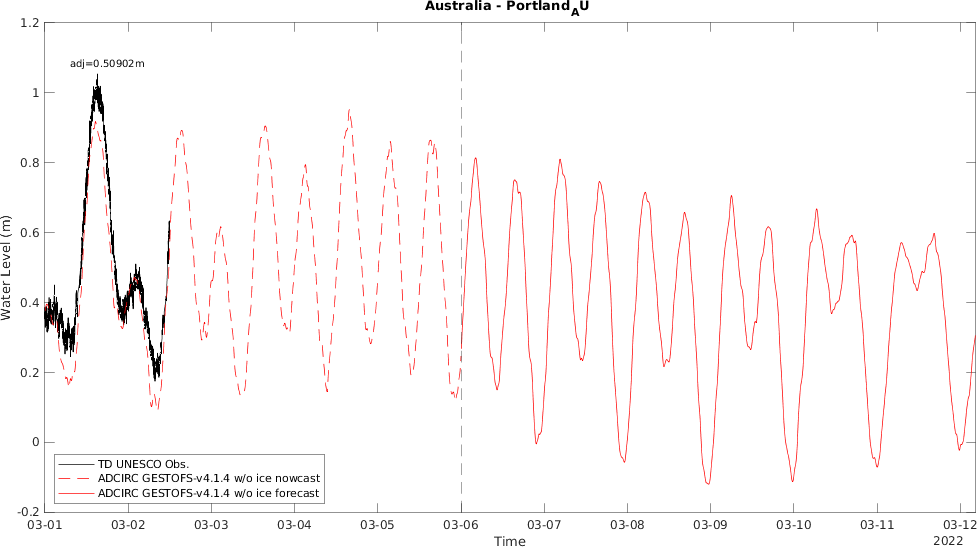 Australia - Portland_AU
1.2
adj=0.50902m
1
0.8
0.6
Water Level (m)
0.4
0.2
0
TD UNESCO Obs.
ADCIRC GESTOFS-v4.1.4 w/o ice nowcast
ADCIRC GESTOFS-v4.1.4 w/o ice forecast
-0.2
03-01 03-02 03-03 03-04 03-05 03-06 03-07 03-08 03-09 03-10 03-11 03-12
Time 2022